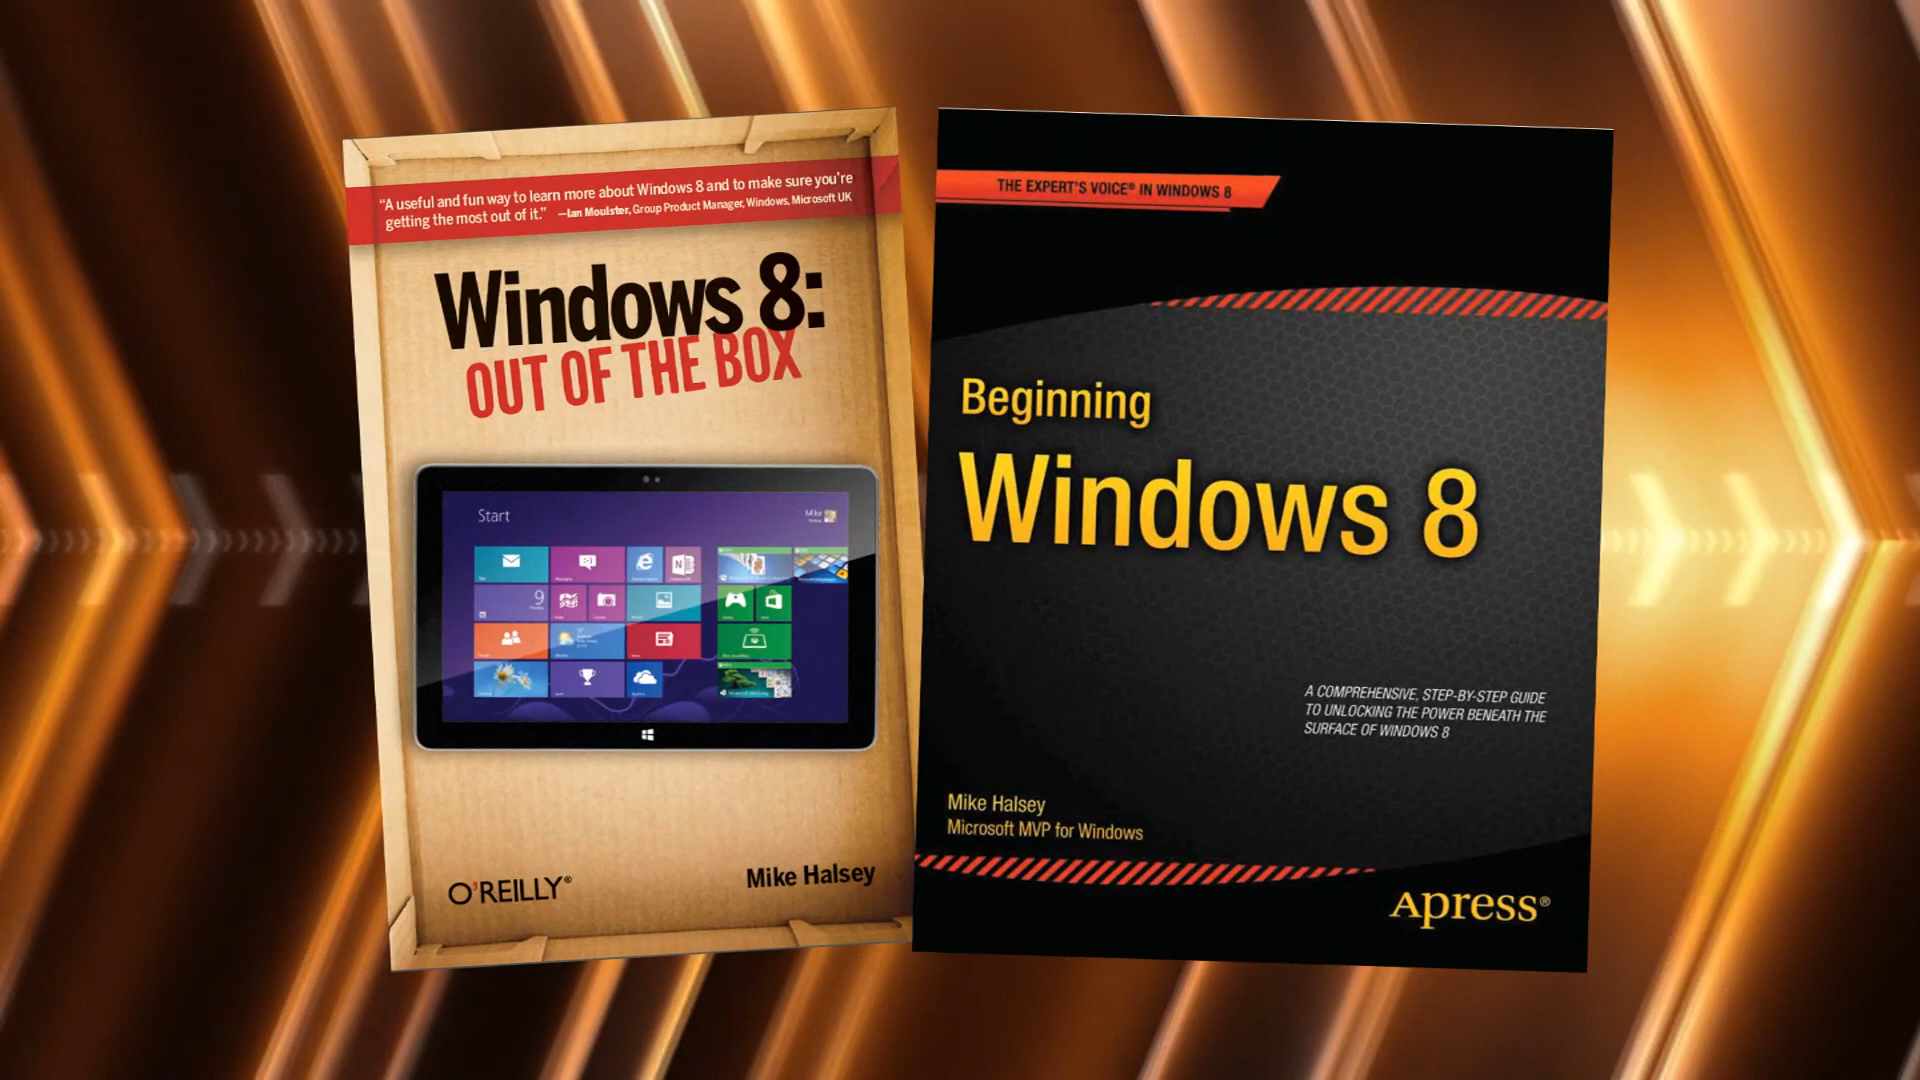 “A useful and fun way to learn more about Windows 8 and to make sure you’re
getting the most out of it.” —Ian Moulster, Group Product Manager, Windows, Microsoft UK
Windows 8:
OUT OF THE BOX
Start
Mike
9
O’REILLY®
Mike Halsey
THE EXPERT’S VOICE® IN WINDOWS 8
Beginning
Windows 8
A COMPREHENSIVE, STEP-BY-STEP GUIDE
TO UNLOCKING THE POWER BENEATH THE
SURFACE OF WINDOWS 8
Mike Halsey
Microsoft MVP for Windows
Apress®